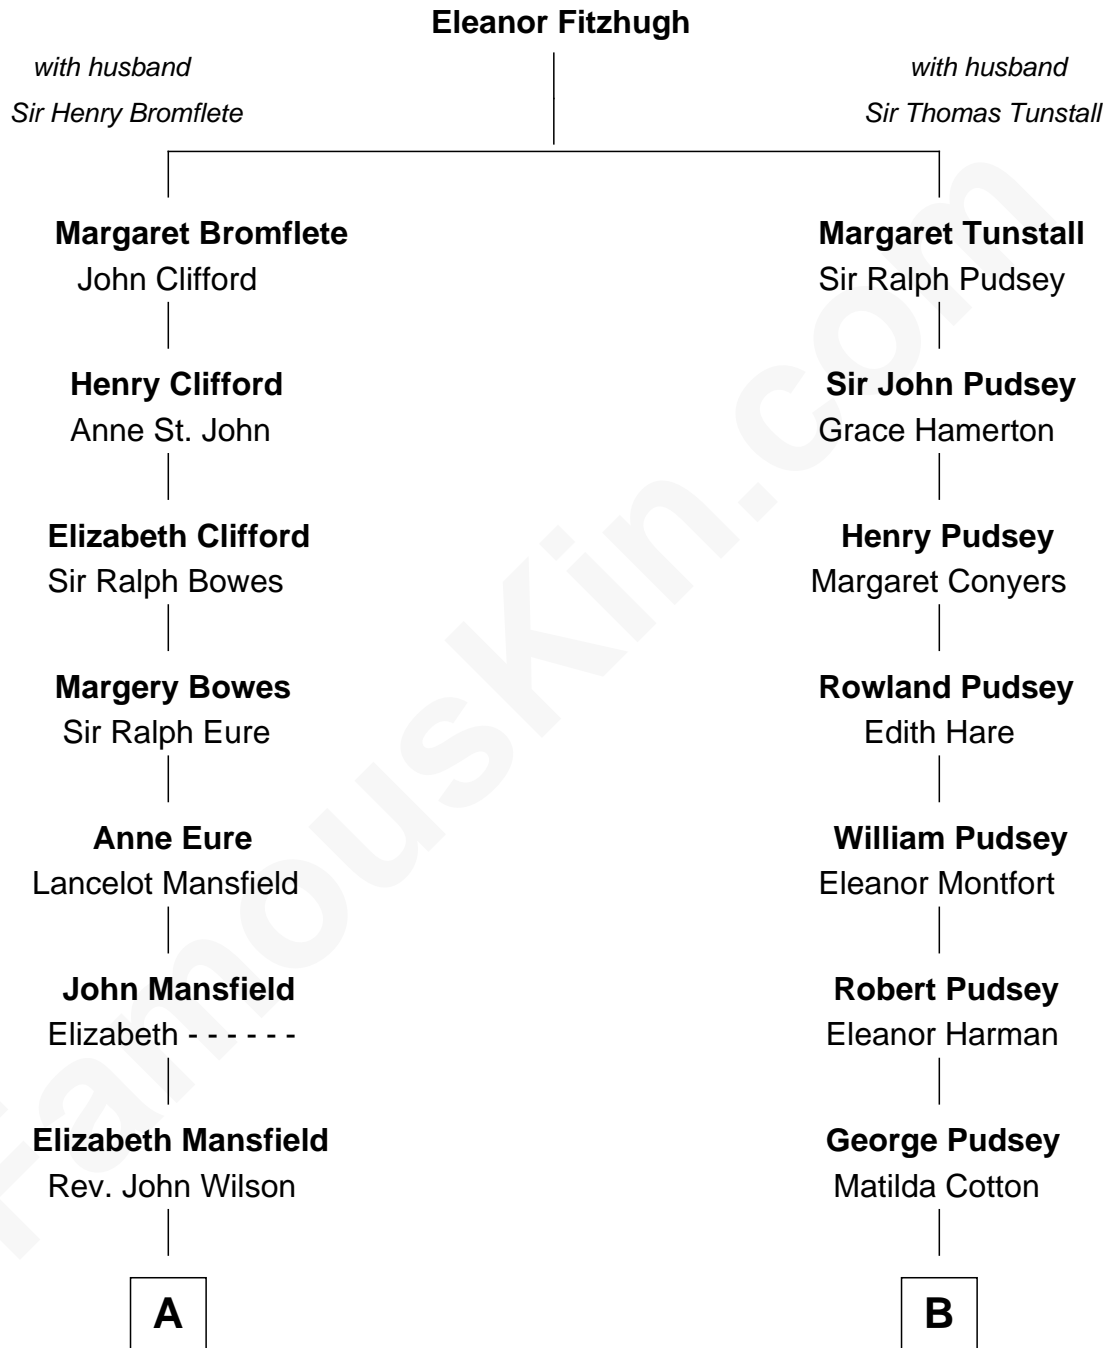 Eleanor Fitzhugh
with husband
Sir Henry Bromflete
with husband
Sir Thomas Tunstall
Margaret Bromflete
John Clifford
Margaret Tunstall
Sir Ralph Pudsey
Henry Clifford
Anne St. John
Sir John Pudsey
Grace Hamerton
Elizabeth Clifford
Sir Ralph Bowes
Henry Pudsey
Margaret Conyers
Margery Bowes
Sir Ralph Eure
Rowland Pudsey
Edith Hare
Anne Eure
Lancelot Mansfield
William Pudsey
Eleanor Montfort
John Mansfield
Elizabeth - - - - - -
Robert Pudsey
Eleanor Harman
Elizabeth Mansfield
Rev. John Wilson
George Pudsey
Matilda Cotton
A
B
FamousKin.com